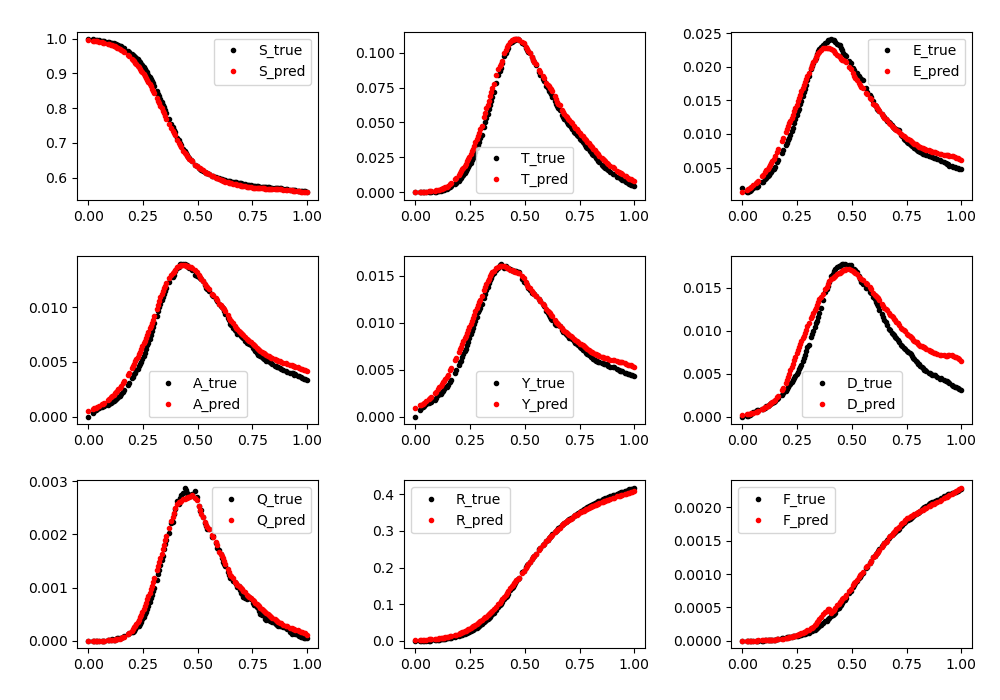 1.0
0.9
0.8
0.7
0.6
S_true
S_pred
0.00 0.25 0.50 0.75 1.00
0.100
0.075
0.050
0.025
0.000
T_true
T_pred
0.00 0.25 0.50 0.75 1.00
0.025
0.020
0.015
0.010
0.005
E_true
E_pred
0.00 0.25 0.50 0.75 1.00
0.010
0.005
0.000
A_true
A_pred
0.00 0.25 0.50 0.75 1.00
0.015
0.010
0.005
0.000
Y_true
Y_pred
0.00 0.25 0.50 0.75 1.00
0.015
0.010
0.005
0.000
D_true
D_pred
0.00 0.25 0.50 0.75 1.00
0.003
0.002
0.001
0.000
Q_true
Q_pred
0.00 0.25 0.50 0.75 1.00
0.4
0.3
0.2
0.1
0.0
R_true
R_pred
0.00 0.25 0.50 0.75 1.00
0.0020
0.0015
0.0010
0.0005
0.0000
F_true
F_pred
0.00 0.25 0.50 0.75 1.00